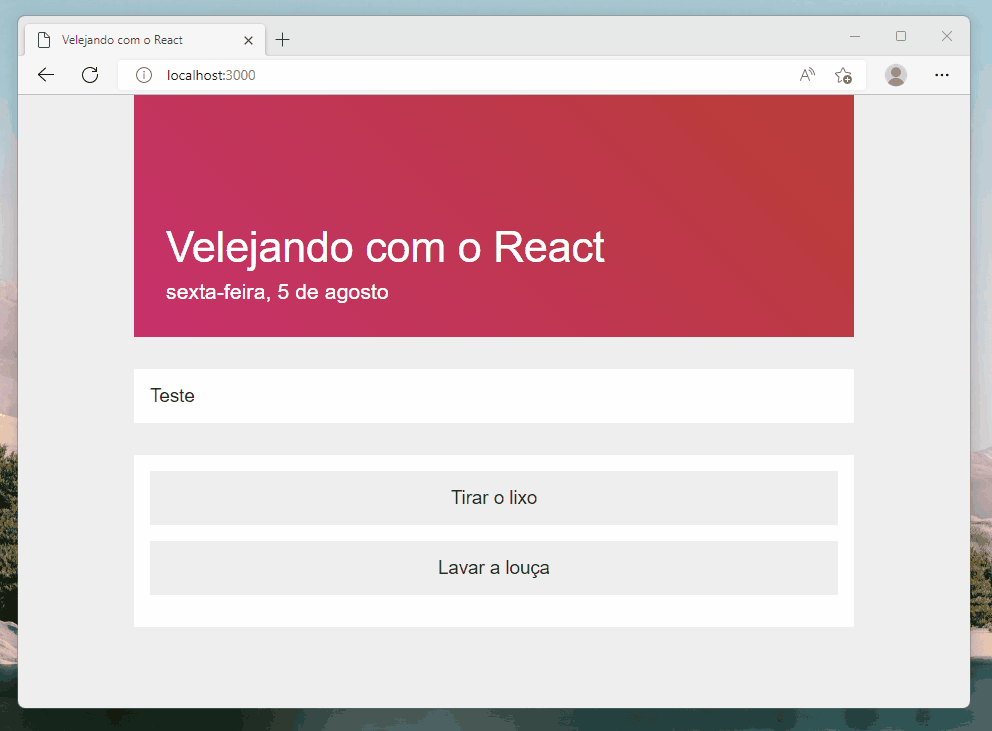 Velejando com o React
localhost:3000
Velejando com o React
sexta-feira, 5 de agosto
Teste
Tirar o lixo
Lavar a louça